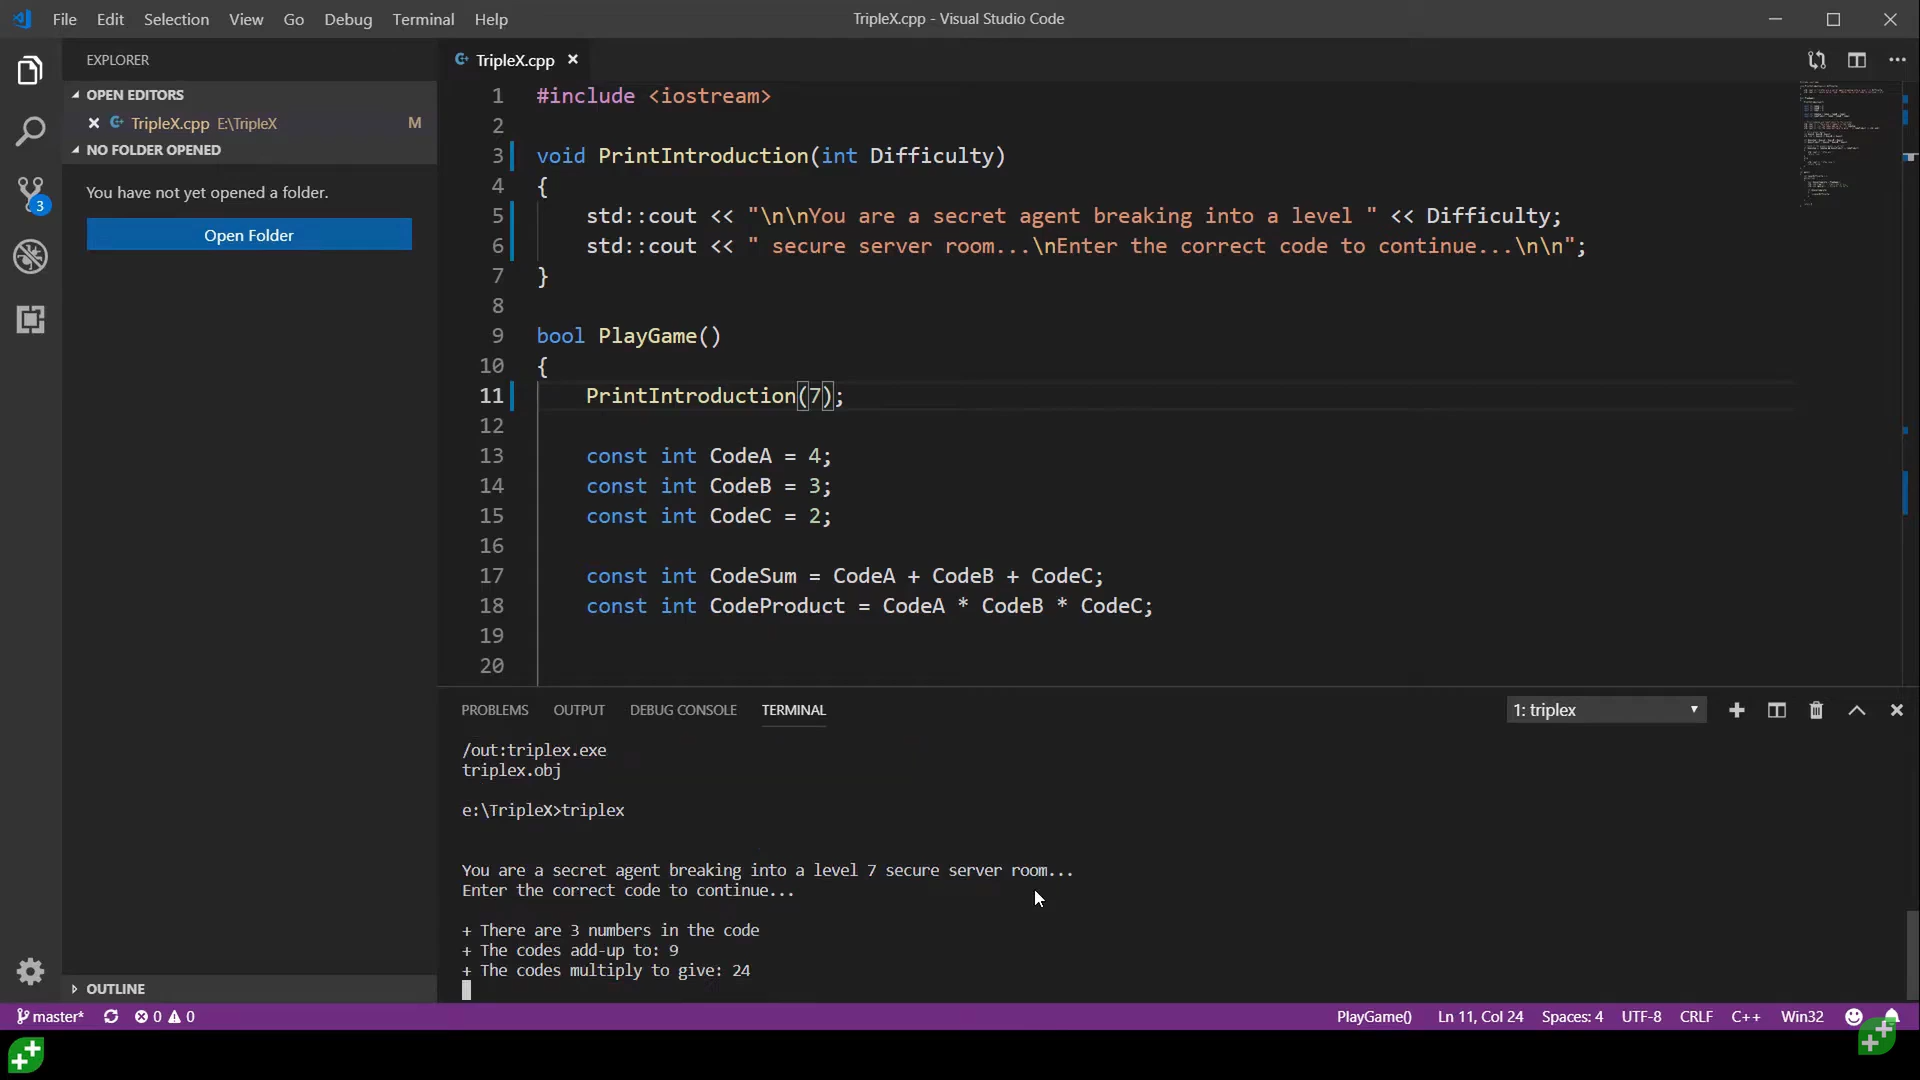 File Edit Selection View Go Debug Terminal Help
TripleX.cpp - Visual Studio Code
EXPLORER
OPEN EDITORS
TripleX.cpp E:\TripleX M
NO FOLDER OPENED
You have not yet opened a folder.
Open Folder
3
OUTLINE
TripleX.cpp
1 #include <iostream>
2
3 void PrintIntroduction(int Difficulty)
4 {
5 std::cout << "\n\nYou are a secret agent breaking into a level " << Difficulty;
6 std::cout << " secure server room...\nEnter the correct code to continue...\n\n";
7 }
8
9 bool PlayGame()
10 {
11 PrintIntroduction(7);
12
13 const int CodeA = 4;
14 const int CodeB = 3;
15 const int CodeC = 2;
16
17 const int CodeSum = CodeA + CodeB + CodeC;
18 const int CodeProduct = CodeA * CodeB * CodeC;
19
20
PROBLEMS OUTPUT DEBUG CONSOLE TERMINAL
1: triplex
/out:triplex.exe
triplex.obj
e:\TripleX>triplex
You are a secret agent breaking into a level 7 secure server room...
Enter the correct code to continue...
+ There are 3 numbers in the code
+ The codes add-up to: 9
+ The codes multiply to give: 24
master* 0 0
PlayGame() Ln 11, Col 24 Spaces: 4 UTF-8 CRLF C++ Win32